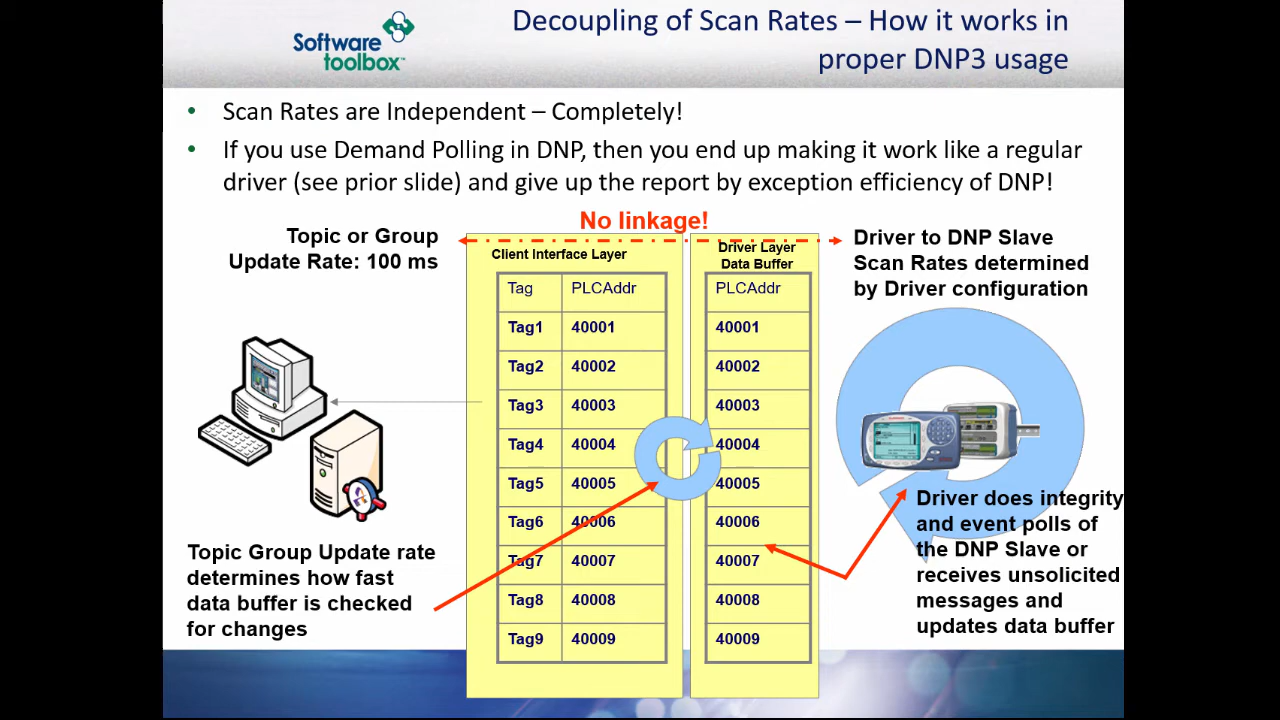 Software
toolbox™
Decoupling of Scan Rates – How it works in
proper DNP3 usage
• Scan Rates are Independent – Completely!
• If you use Demand Polling in DNP, then you end up making it work like a regular
driver (see prior slide) and give up the report by exception efficiency of DNP!
No linkage!
Topic or Group
Update Rate: 100 ms
Client Interface Layer
Tag PLCAddr
Tag1 40001
Tag2 40002
Tag3 40003
Tag4 40004
Tag5 40005
Tag6 40006
Tag7 40007
Tag8 40008
Tag9 40009
Driver Layer
Data Buffer
PLCAddr
40001
40002
40003
40004
40005
40006
40007
40008
40009
Driver to DNP Slave
Scan Rates determined
by Driver configuration
Topic Group Update rate
determines how fast
data buffer is checked
for changes
Driver does integrity
and event polls of
the DNP Slave or
receives unsolicited
messages and
updates data buffer